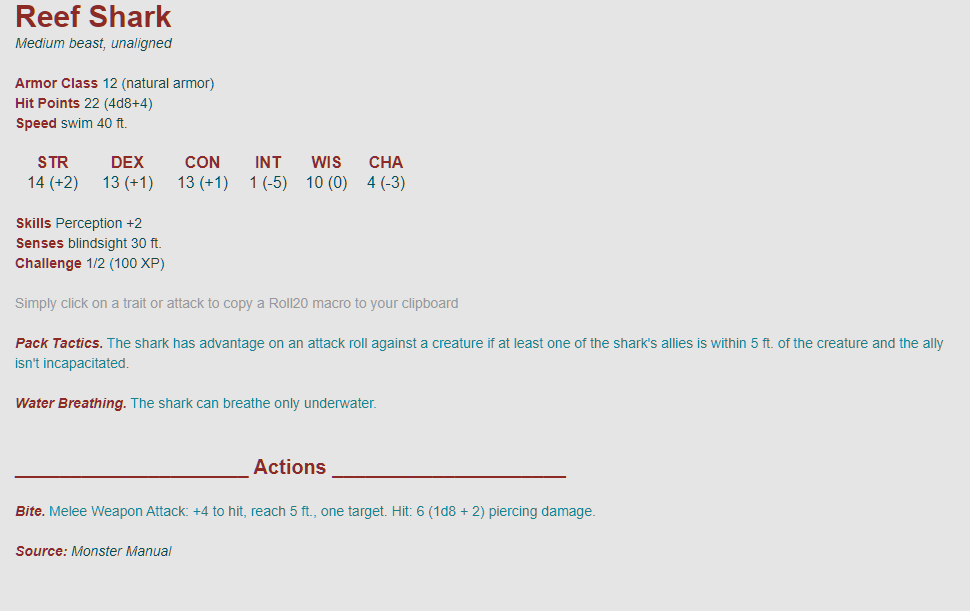 Reef Shark
Medium beast, unaligned
Armor Class 12 (natural armor)
Hit Points 22 (4d8+4)
Speed swim 40 ft.
STR DEX CON INT WIS CHA
14 (+2) 13 (+1) 13 (+1) 1 (-5) 10 (0) 4 (-3)
Skills Perception +2
Senses blindsight 30 ft.
Challenge 1/2 (100 XP)
Simply click on a trait or attack to copy a Roll20 macro to your clipboard
Pack Tactics. The shark has advantage on an attack roll against a creature if at least one of the shark's allies is within 5 ft. of the creature and the ally
isn't incapacitated.
Water Breathing. The shark can breathe only underwater.
Actions
Bite. Melee Weapon Attack: +4 to hit, reach 5 ft., one target. Hit: 6 (1d8 + 2) piercing damage.
Source: Monster Manual